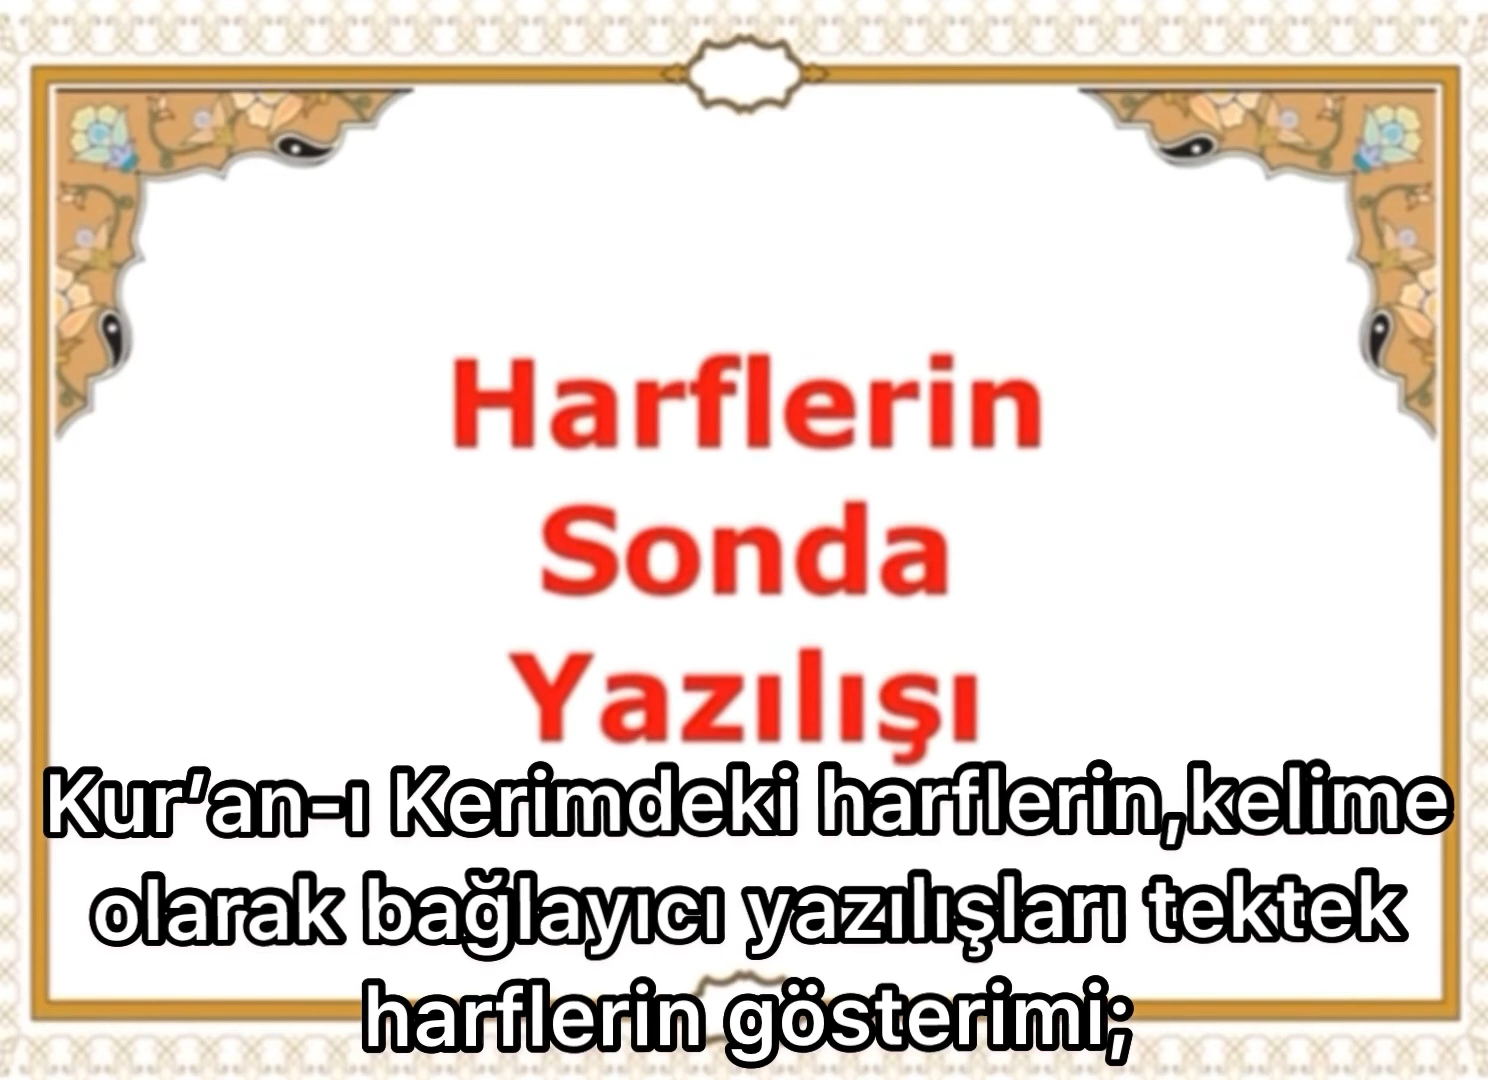 Harflerin
Sonda
Yazılışı
Kur’an-ı Kerimdeki harflerin,kelime
olarak bağlayıcı yazılışları tektek
harflerin gösterimi;